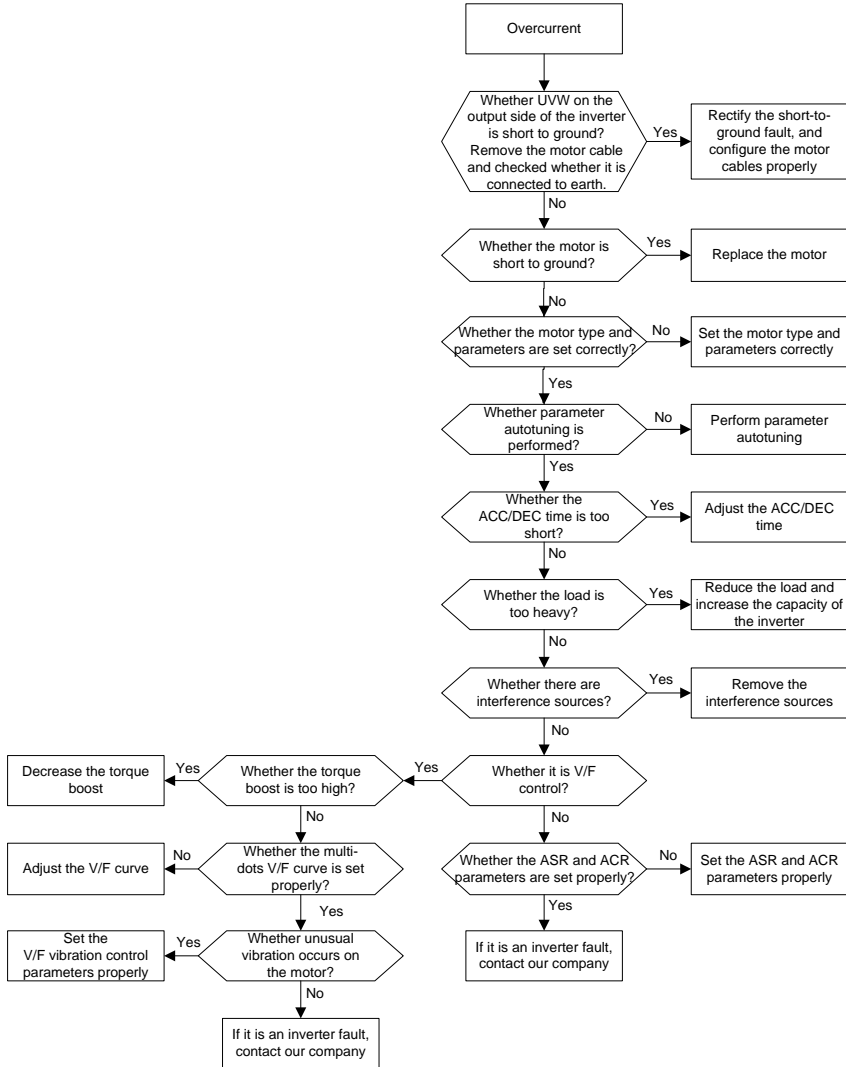 Overcurrent
Whether UVW on the
output side of the inverter
is short to ground?
Remove the motor cable
and checked whether it is
connected to earth.
Yes
Rectify the short-to-
ground fault, and
configure the motor
cables properly
No
Whether the motor is
short to ground?
Yes
Replace the motor
No
Whether the motor type and
parameters are set correctly?
No
Set the motor type and
parameters correctly
Yes
Whether parameter
autotuning is
performed?
No
Perform parameter
autotuning
Yes
Whether the
ACC/DEC time is too
short?
Yes
Adjust the ACC/DEC
time
No
Whether the load is
too heavy?
Yes
Reduce the load and
increase the capacity of
the inverter
No
Whether there are
interference sources?
Yes
Remove the
interference sources
No
Whether it is V/F
control?
Yes
Whether the torque
boost is too high?
Yes
Decrease the torque
boost
No
Whether the multi-
dots V/F curve is set
properly?
No
Adjust the V/F curve
Yes
Whether unusual
vibration occurs on
the motor?
Yes
Set the
V/F vibration control
parameters properly
No
If it is an inverter fault,
contact our company
No
Whether the ASR and ACR
parameters are set properly?
No
Set the ASR and ACR
parameters properly
Yes
If it is an inverter fault,
contact our company